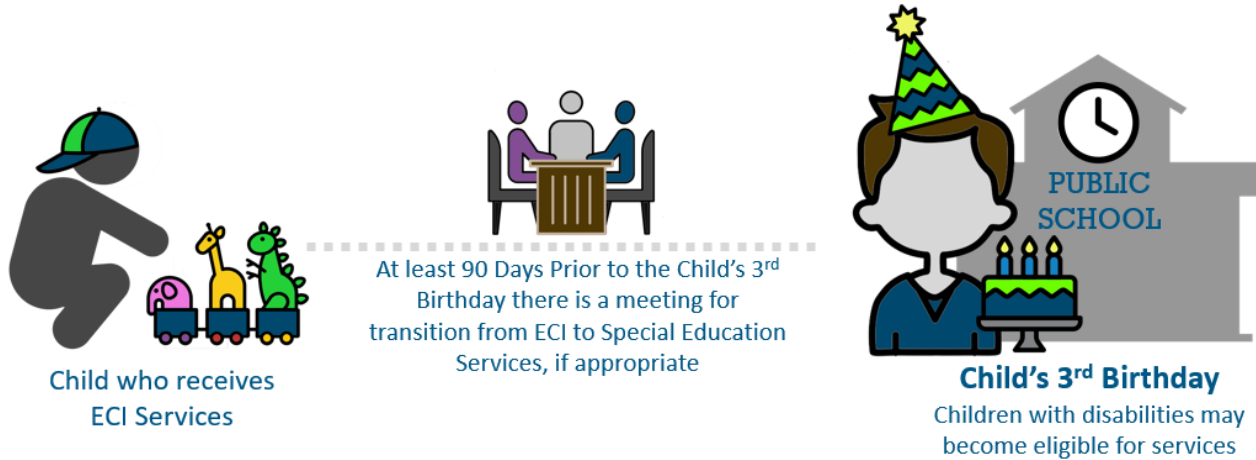 Child who receives
ECI Services
At least 90 Days Prior to the Child's 3rd
Birthday there is a meeting for
transition from ECI to Special Education
Services, if appropriate
PUBLIC
SCHOOL
Child's 3rd Birthday
Children with disabilities may
become eligible for services